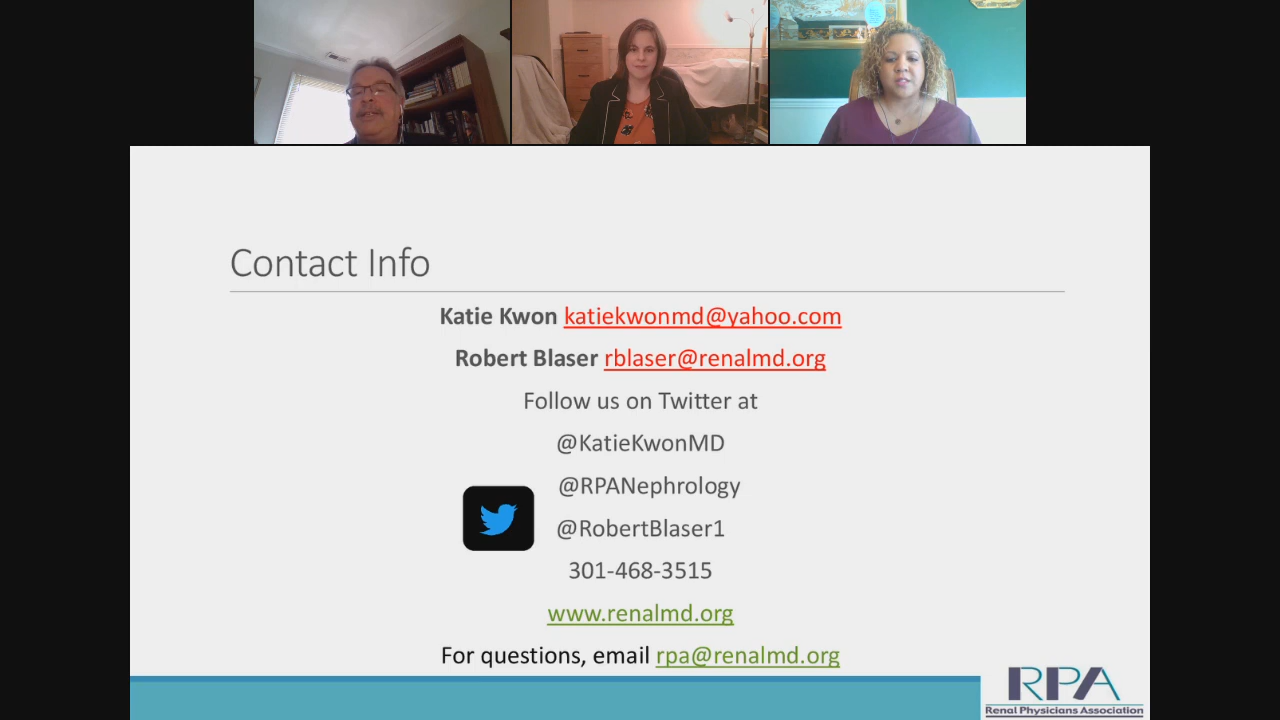 Contact Info
Katie Kwon katiekwonmd@yahoo.com
Robert Blaser rblaser@renalmd.org
Follow us on Twitter at
@KatieKwonMD
@RPANephrology
@RobertBlaser1
301-468-3515
www.renalmd.org
For questions, email rpa@renalmd.org
RPA
Renal Physicians Association